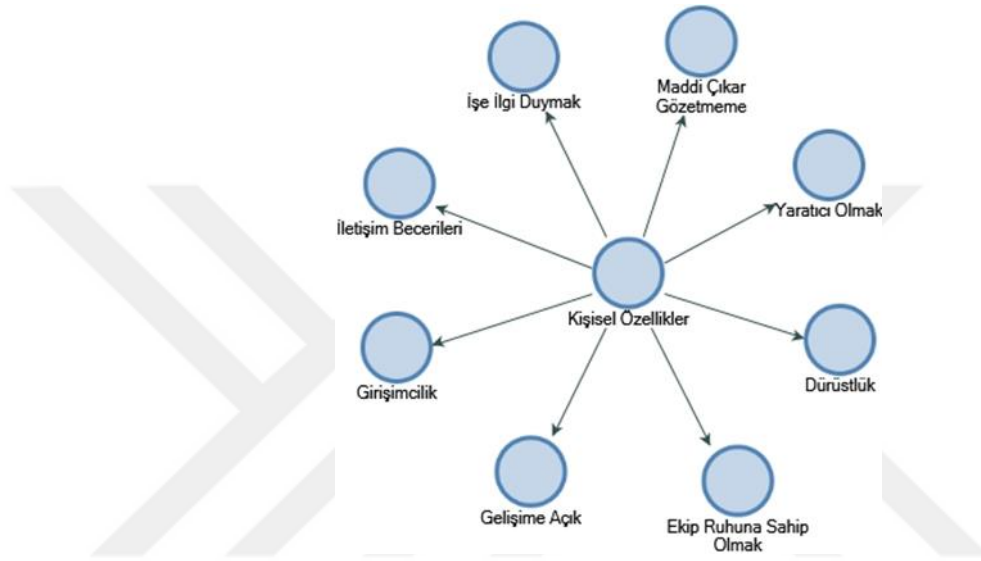 İşe İlgi Duymak
Maddi Çıkar
Gözetmeme
Yaratıcı Olmak
İletişim Becerileri
Kişisel Özellikler
Girişimcilik
Dürüstlük
Gelişime Açık
Ekip Ruhuna Sahip
Olmak